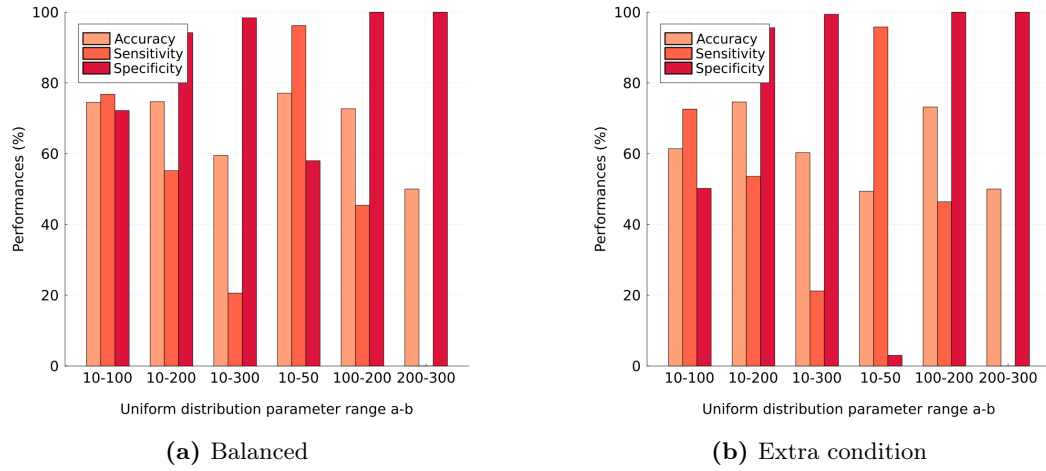 100
80
60
40
20
0
Performances (%)
Accuracy
Sensitivity
Specificity
10-100 10-200 10-300 10-50 100-200 200-300
Uniform distribution parameter range a-b
(a) Balanced
100
80
60
40
20
0
Performances (%)
Accuracy
Sensitivity
Specificity
10-100 10-200 10-300 10-50 100-200 200-300
Uniform distribution parameter range a-b
(b) Extra condition